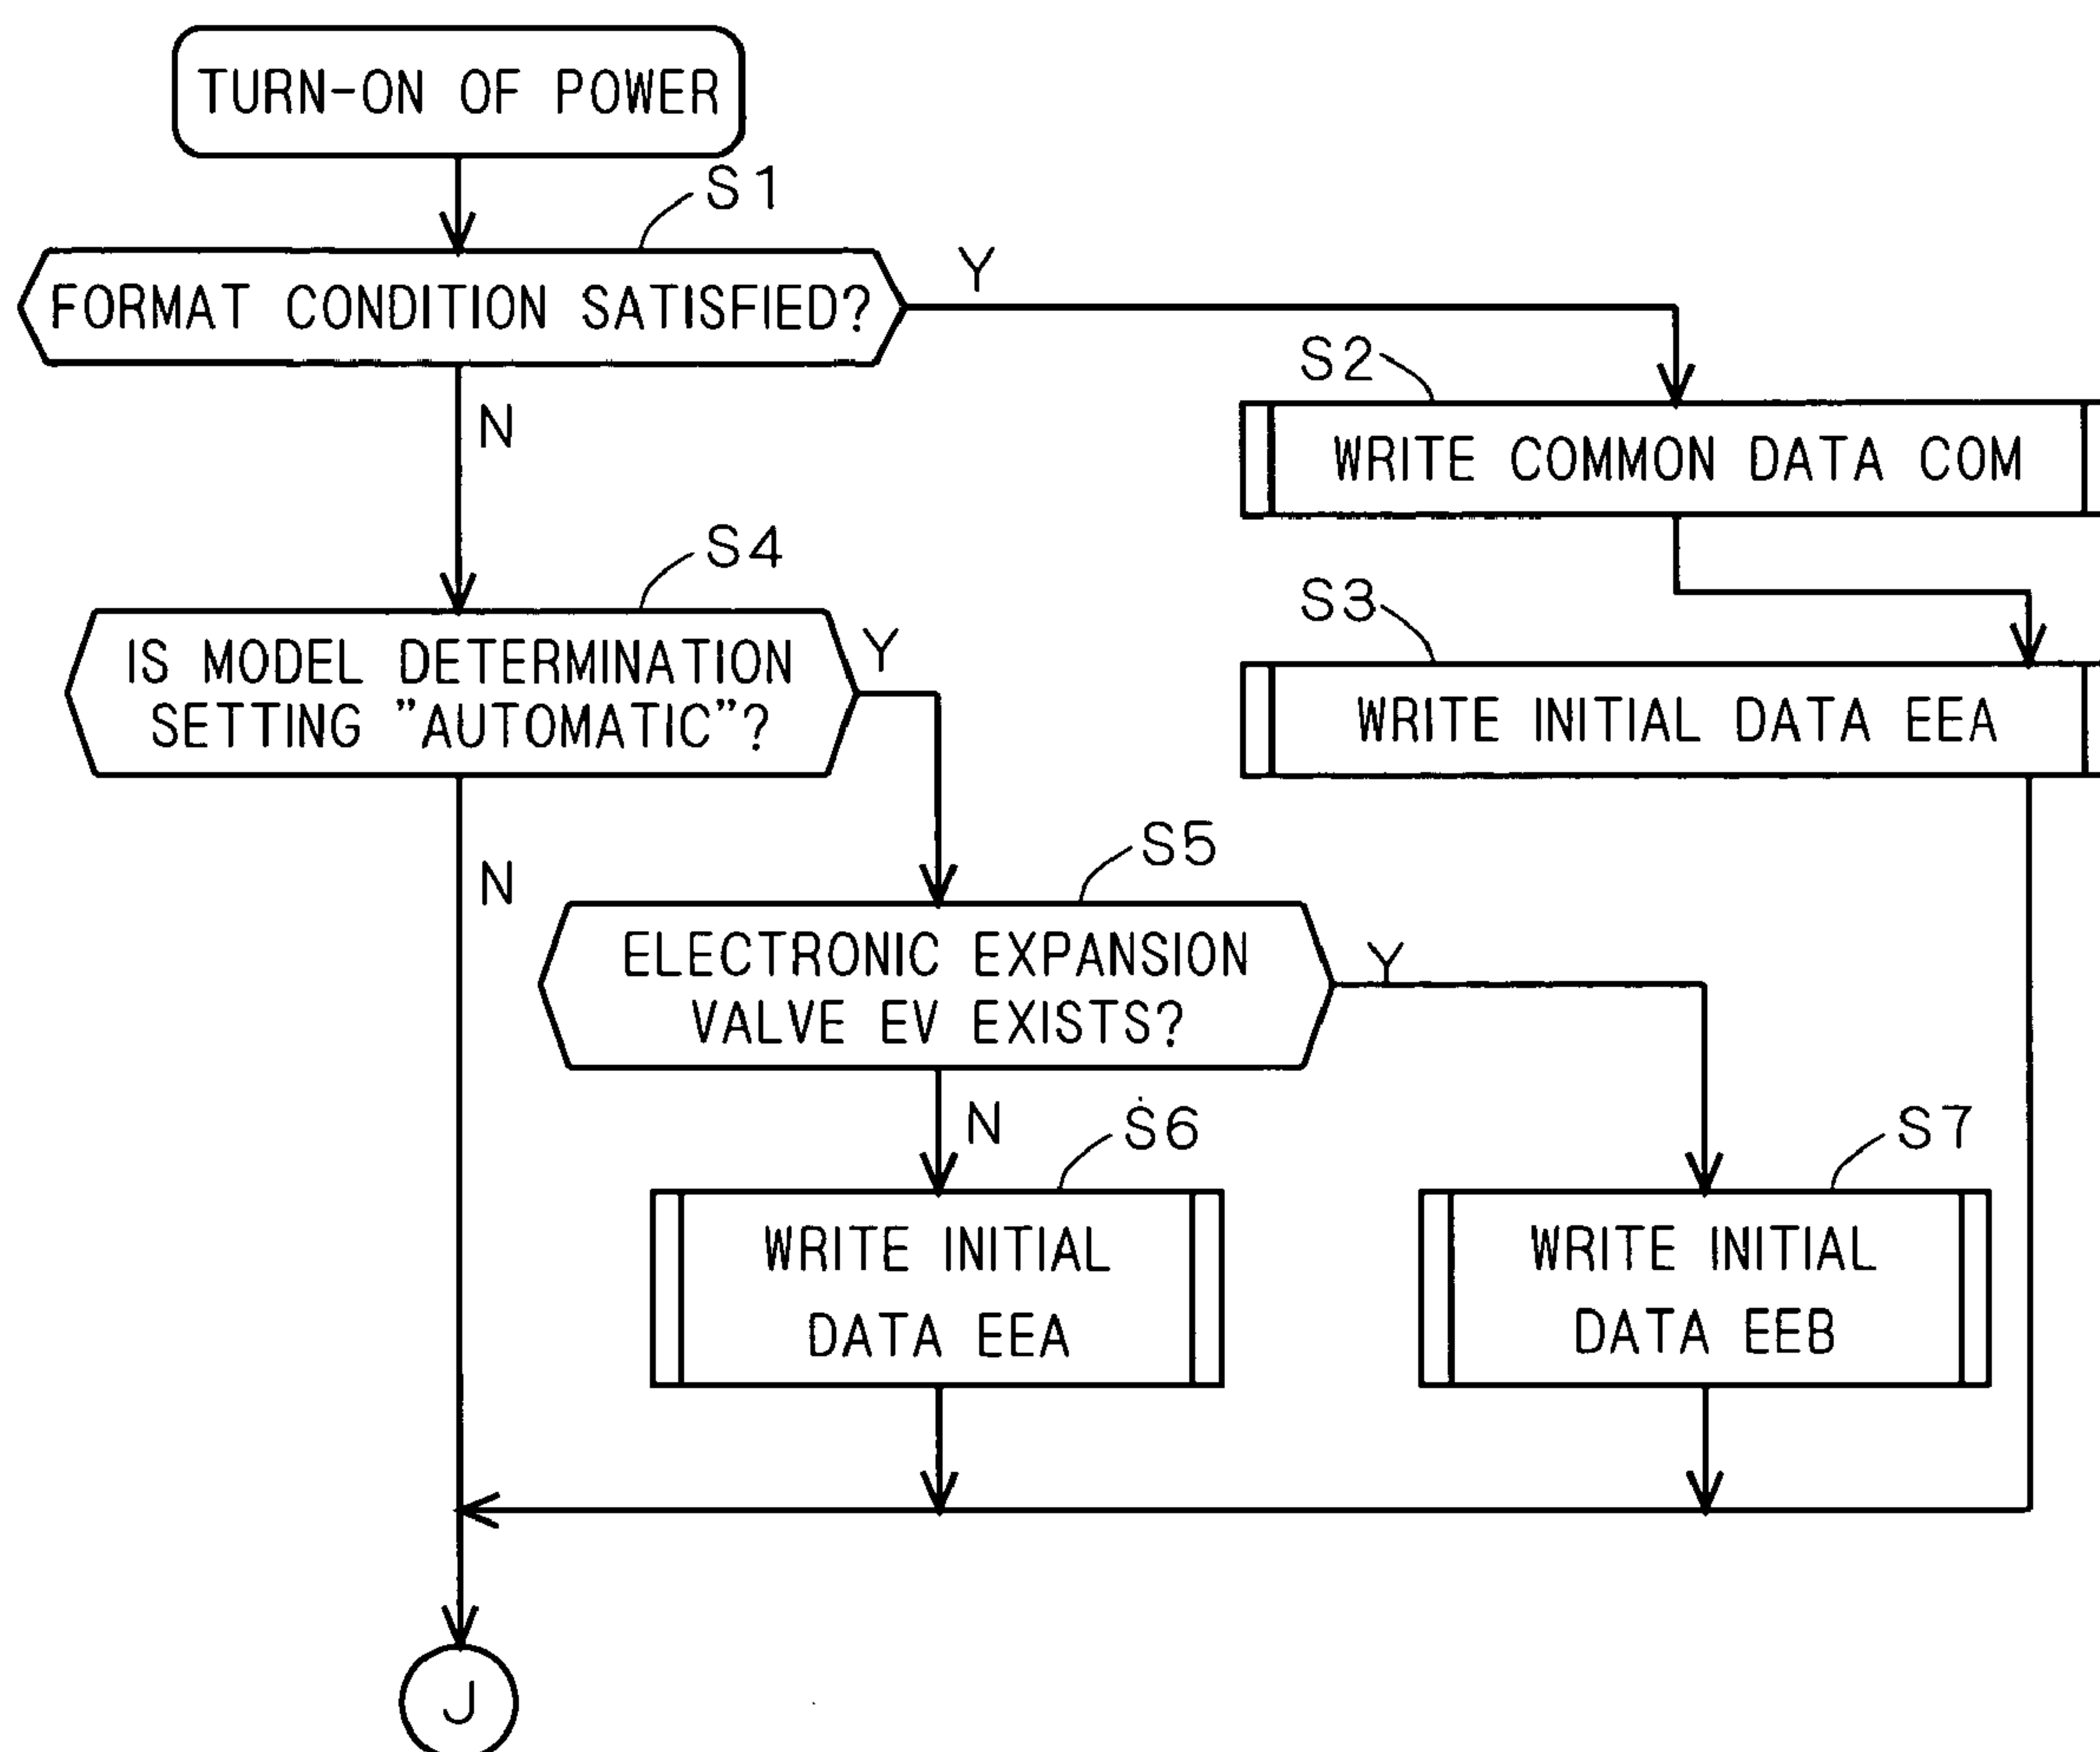 TURN-ON OF POWER
S1
FORMAT CONDITION SATISFIED?
Y
N
S2
WRITE COMMON DATA COM
S3
WRITE INITIAL DATA EEA
S4
IS MODEL DETERMINATION
SETTING "AUTOMATIC"?
Y
N
S5
ELECTRONIC EXPANSION
VALVE EV EXISTS?
Y
N
S6
WRITE INITIAL
DATA EEA
S7
WRITE INITIAL
DATA EEB
J